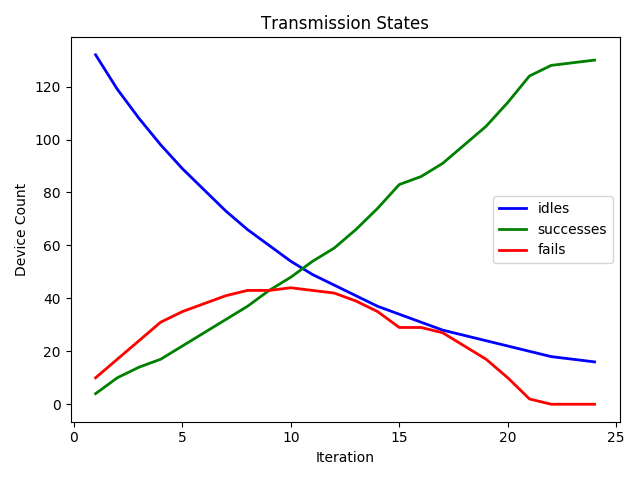 Transmission States
Device Count
120
100
80
60
40
20
0
idles
successes
fails
0 5 10 15 20 25
Iteration